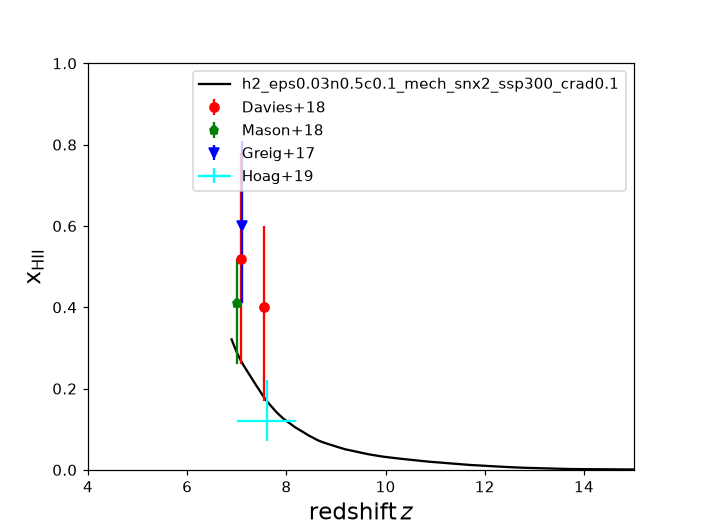 h2_eps0.03n0.5c0.1_mech_snx2_ssp300_crad0.1
Davies+18
Mason+18
Greig+17
Hoag+19
1.0
0.8
0.6
0.4
0.2
0.0
xHII
4 6 8 10 12 14
redshift z